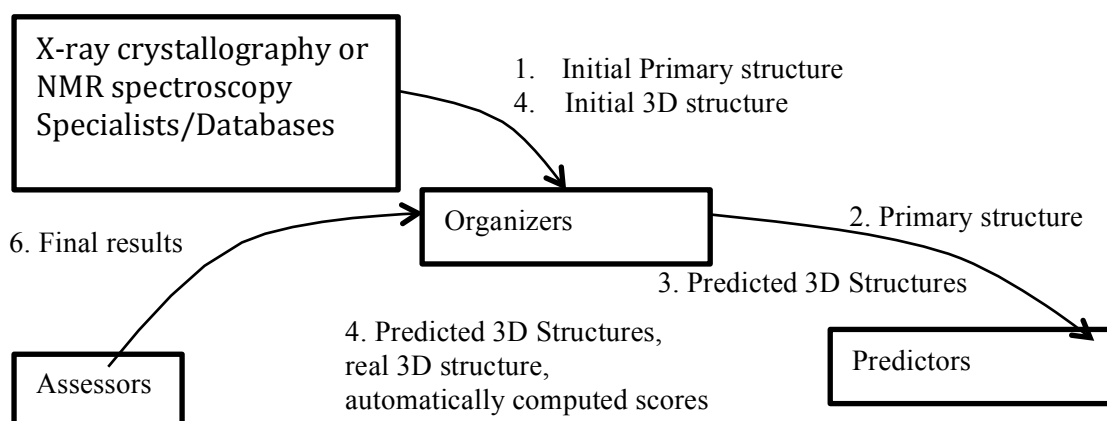 X-ray crystallography or
NMR spectroscopy
Specialists/Databases
1. Initial Primary structure
4. Initial 3D structure
Organizers
2. Primary structure
6. Final results
3. Predicted 3D Structures
4. Predicted 3D Structures,
real 3D structure,
automatically computed scores
Assessors
Predictors